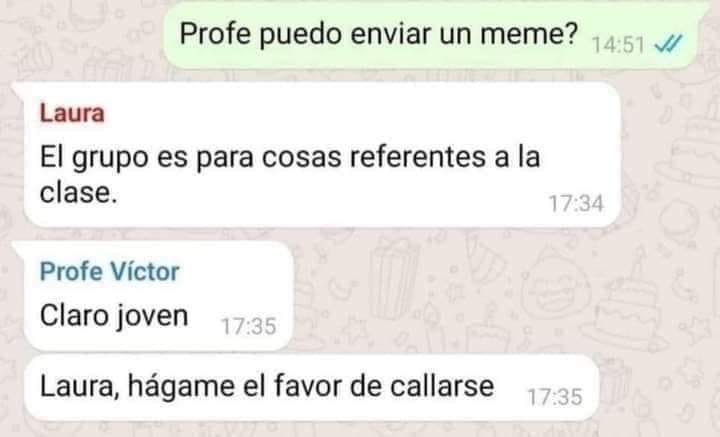 Profe puedo enviar un meme? 14:51
Laura
El grupo es para cosas referentes a la
clase. 17:34
Profe Víctor
Claro joven 17:35
Laura, hágame el favor de callarse 17:35